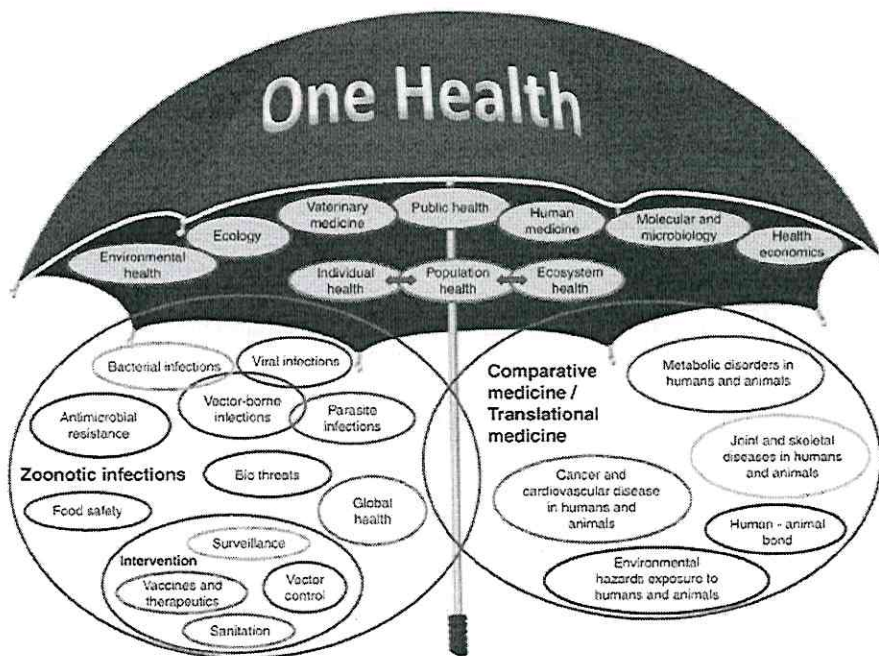 One Health
Environmental
health
Ecology
Vaterinary
medicine
Public health
Human
medicine
Molecular and
microbiology
Health
economics
Individual
health
Population
health
Ecosystem
health
Bacterial infections
Viral infections
Vector-borne
infections
Parasite
infections
Antimicrobial
resistance
Zoonotic infections
Bio threats
Food safety
Global
health
Intervention
Surveillance
Vaccines and
therapeutics
Vector
control
Sanitation
Comparative
medicine /
Translational
medicine
Metabolic disorders in
humans and animals
Joint and skeletal
diseases in humans
and animals
Cancer and
cardiovascular disease
in humans and
animals
Human - animal
bond
Environmental
hazards exposure to
humans and animals